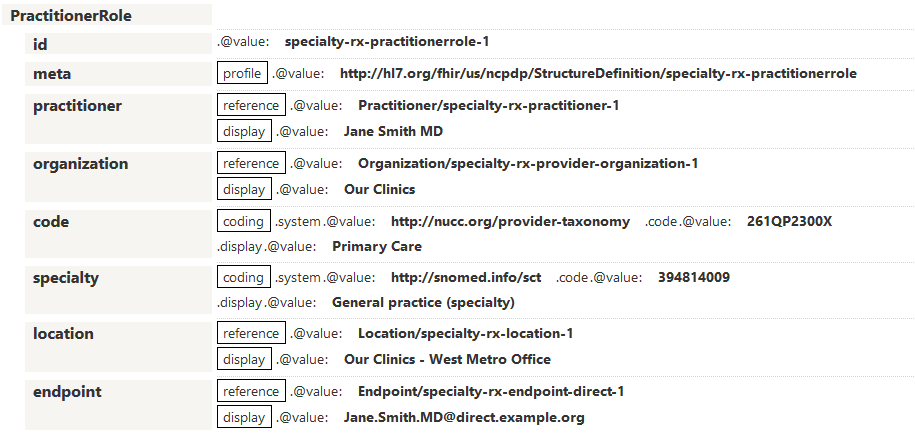 PractitionerRole
id .@value: specialty-rx-practitionerrole-1
meta profile .@value: http://hl7.org/fhir/us/ncpdp/StructureDefinition/specialty-rx-practitionerrole
practitioner reference .@value: Practitioner/specialty-rx-practitioner-1
display .@value: Jane Smith MD
organization reference .@value: Organization/specialty-rx-provider-organization-1
display .@value: Our Clinics
code coding .system.@value: http://nucc.org/provider-taxonomy .code.@value: 261QP2300X
.display.@value: Primary Care
specialty coding .system.@value: http://snomed.info/sct .code.@value: 394814009
.display.@value: General practice (specialty)
location reference .@value: Location/specialty-rx-location-1
display .@value: Our Clinics - West Metro Office
endpoint reference .@value: Endpoint/specialty-rx-endpoint-direct-1
display .@value: Jane.Smith.MD@direct.example.org